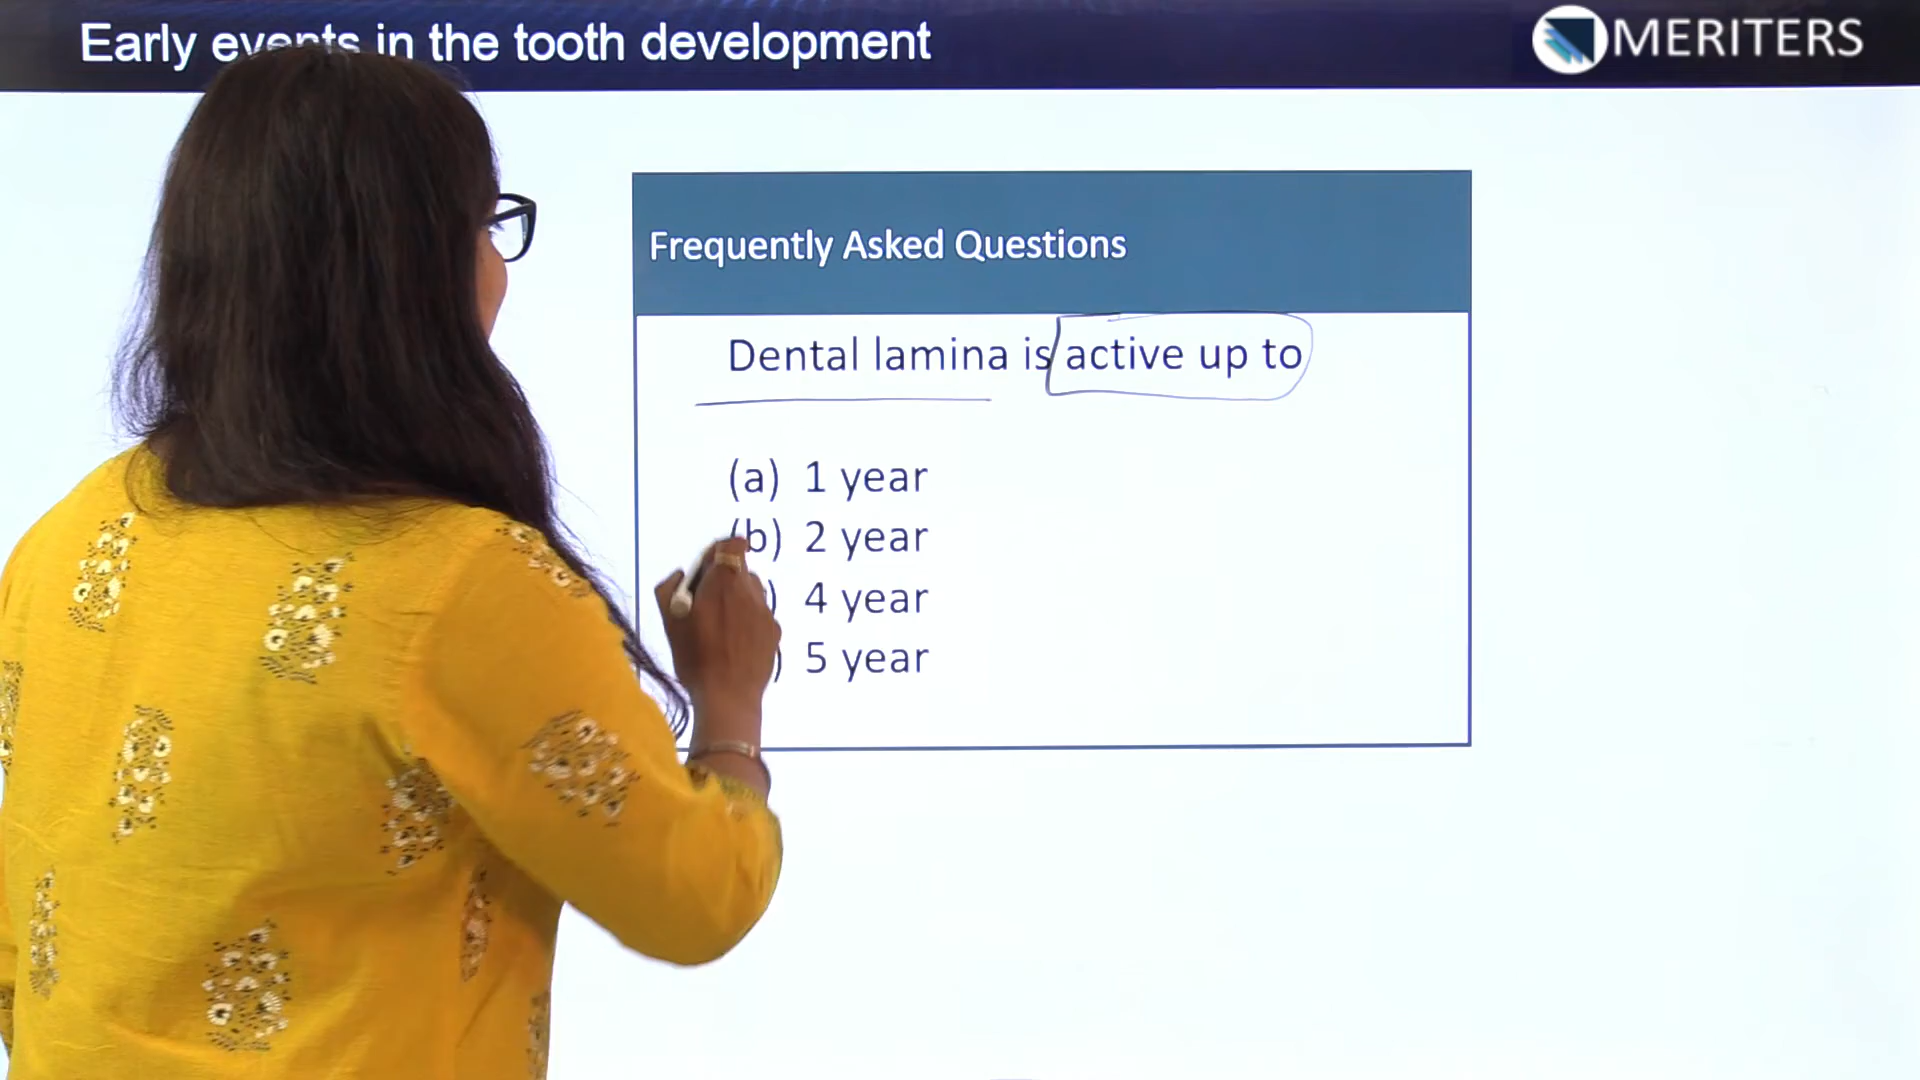 Early events in the tooth development
MERITERS
Frequently Asked Questions
Dental lamina is active up to
(a) 1 year
(b) 2 year
) 4 year
) 5 year